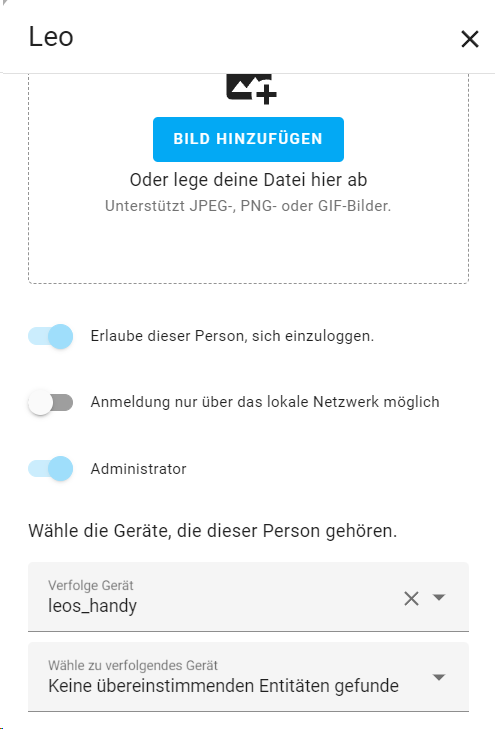 Leo
BILD HINZUFÜGEN
Oder lege deine Datei hier ab
Unterstützt JPEG-, PNG- oder GIF-Bilder.
Erlaube dieser Person, sich einzuloggen.
Anmeldung nur über das lokale Netzwerk möglich
Administrator
Wähle die Geräte, die dieser Person gehören.
Verfolge Gerät
leos_handy
Wähle zu verfolgendes Gerät
Keine übereinstimmenden Entitäten gefunde